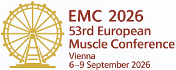 EMC 2026
53rd European
Muscle Conference
Vienna
6–9 September 2026